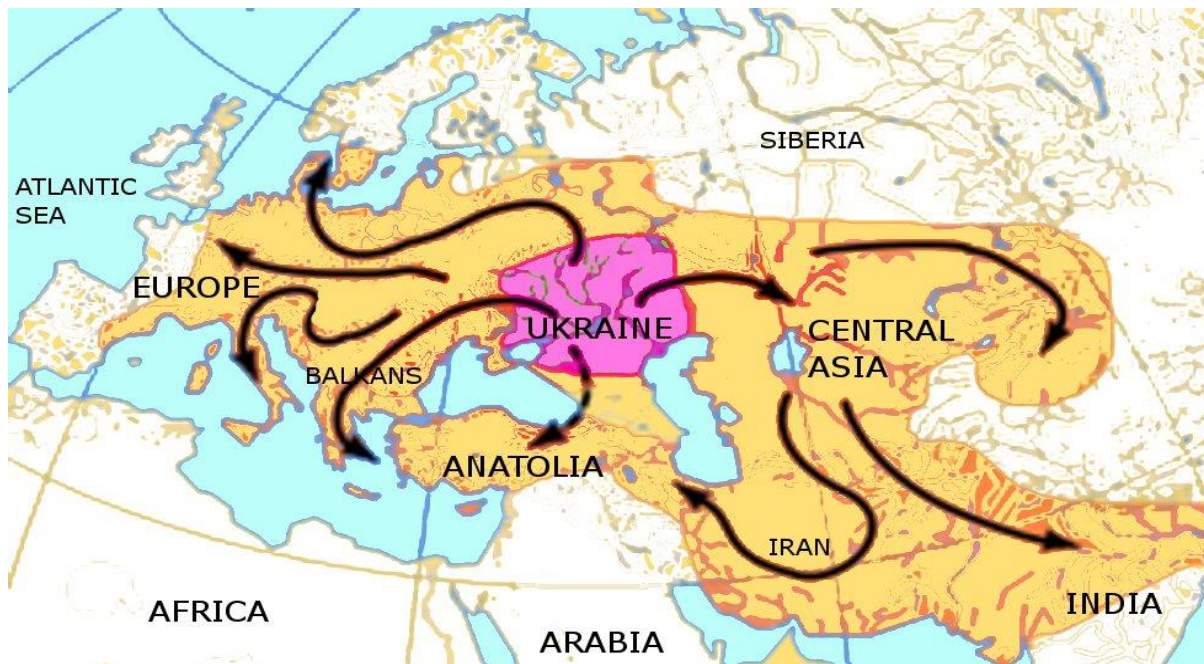 SIBERIA
ATLANTIC
SEA
EUROPE
UKRAINE
CENTRAL
ASIA
BALKANS
ANATOLIA
IRAN
AFRICA
ARABIA
INDIA